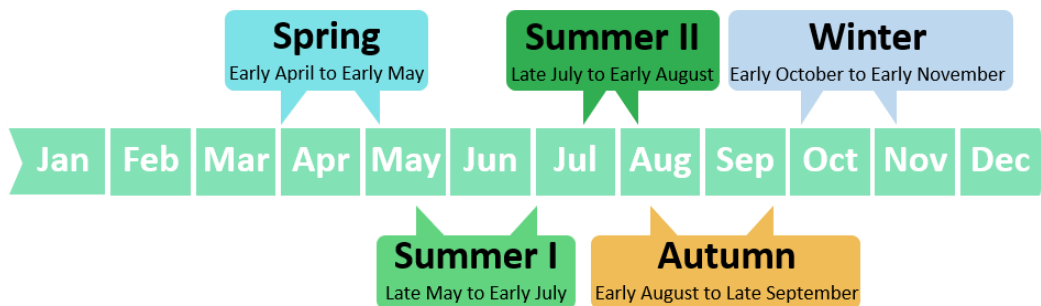 Spring
Early April to Early May
Summer II
Late July to Early August
Winter
Early October to Early November
Jan Feb Mar Apr May Jun Jul Aug Sep Oct Nov Dec
Summer I
Late May to Early July
Autumn
Early August to Late September